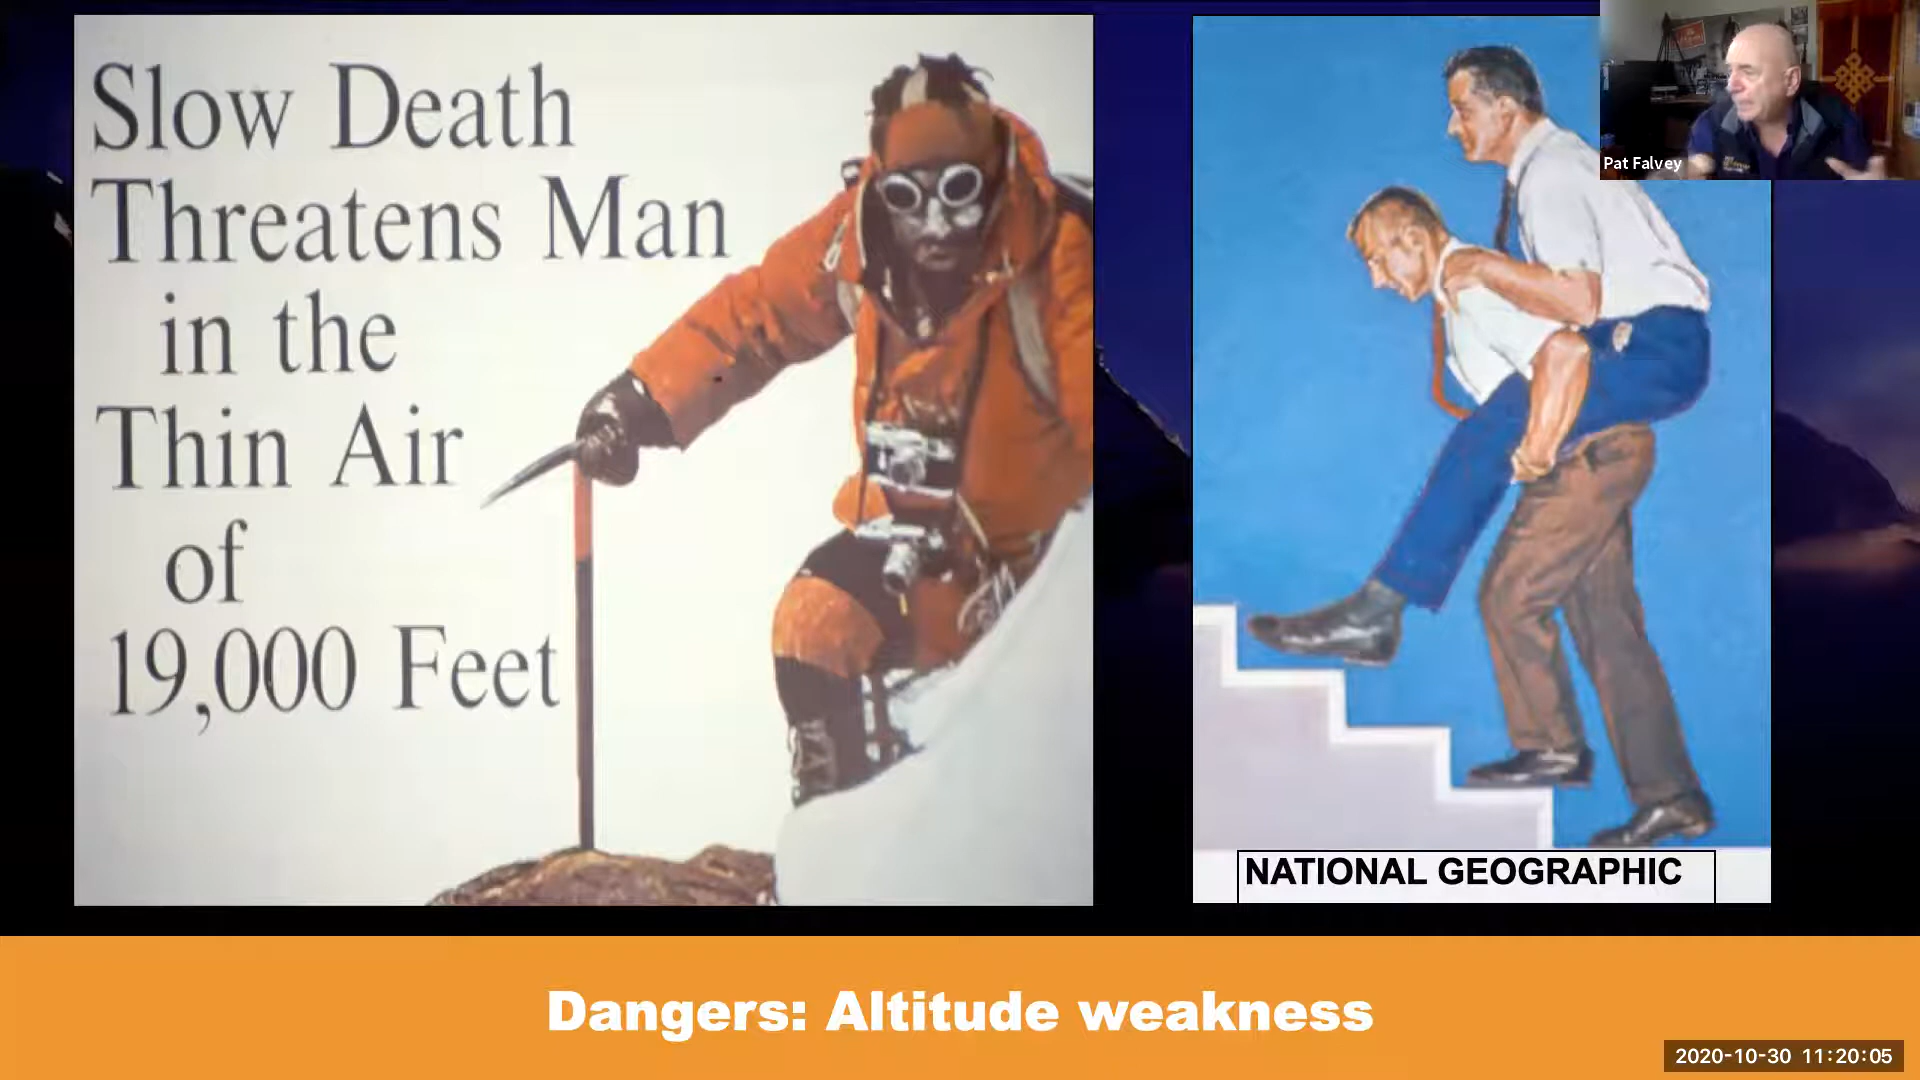 Slow Death
Threatens Man
in the
Thin Air
of
19,000 Feet
Pat Falvey
NATIONAL GEOGRAPHIC
Dangers: Altitude weakness
2020-10-30 11:20:05